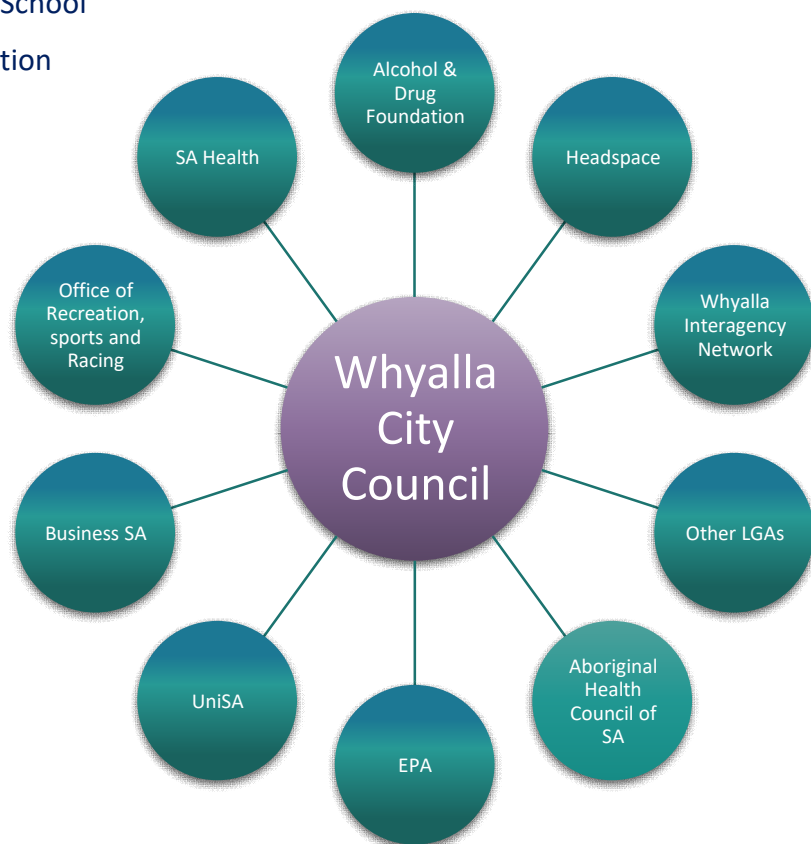 School
tion
Alcohol &
Drug
Foundation
SA Health
Headspace
Office of
Recreation,
sports and
Racing
Whyalla
Interagency
Network
Whyalla
City
Council
Business SA
Other LGAs
UniSA
Aboriginal
Health
Council of
SA
EPA